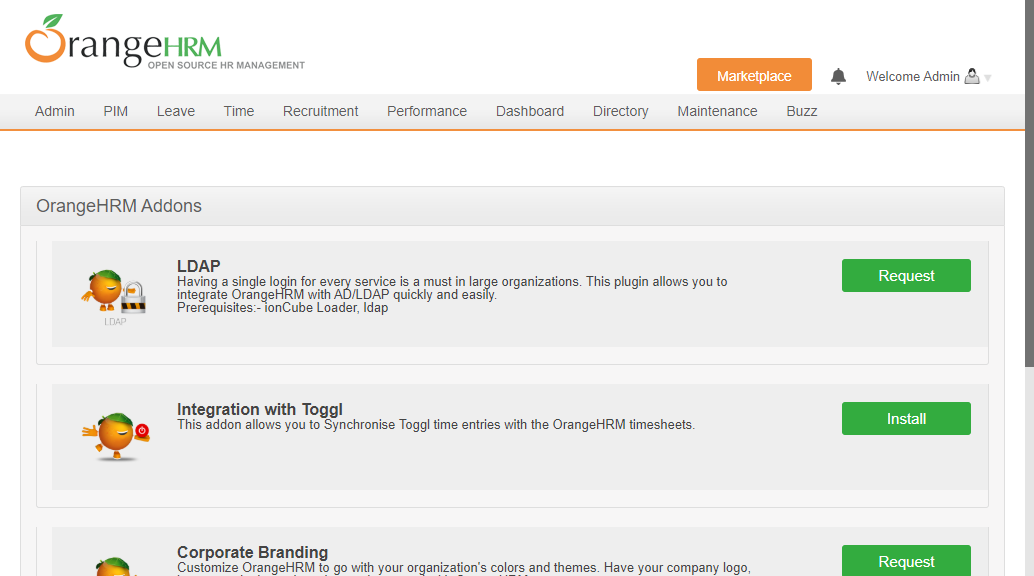 OrangeHRM
OPEN SOURCE HR MANAGEMENT
Marketplace
Welcome Admin
Admin PIM Leave Time Recruitment Performance Dashboard Directory Maintenance Buzz
OrangeHRM Addons
LDAP
Having a single login for every service is a must in large organizations. This plugin allows you to
integrate OrangeHRM with AD/LDAP quickly and easily.
Prerequisites:- ionCube Loader, ldap
LDAP
Request
Integration with Toggl
This addon allows you to Synchronise Toggl time entries with the OrangeHRM timesheets.
Install
Corporate Branding
Customize OrangeHRM to go with your organization's colors and themes. Have your company logo,
Request